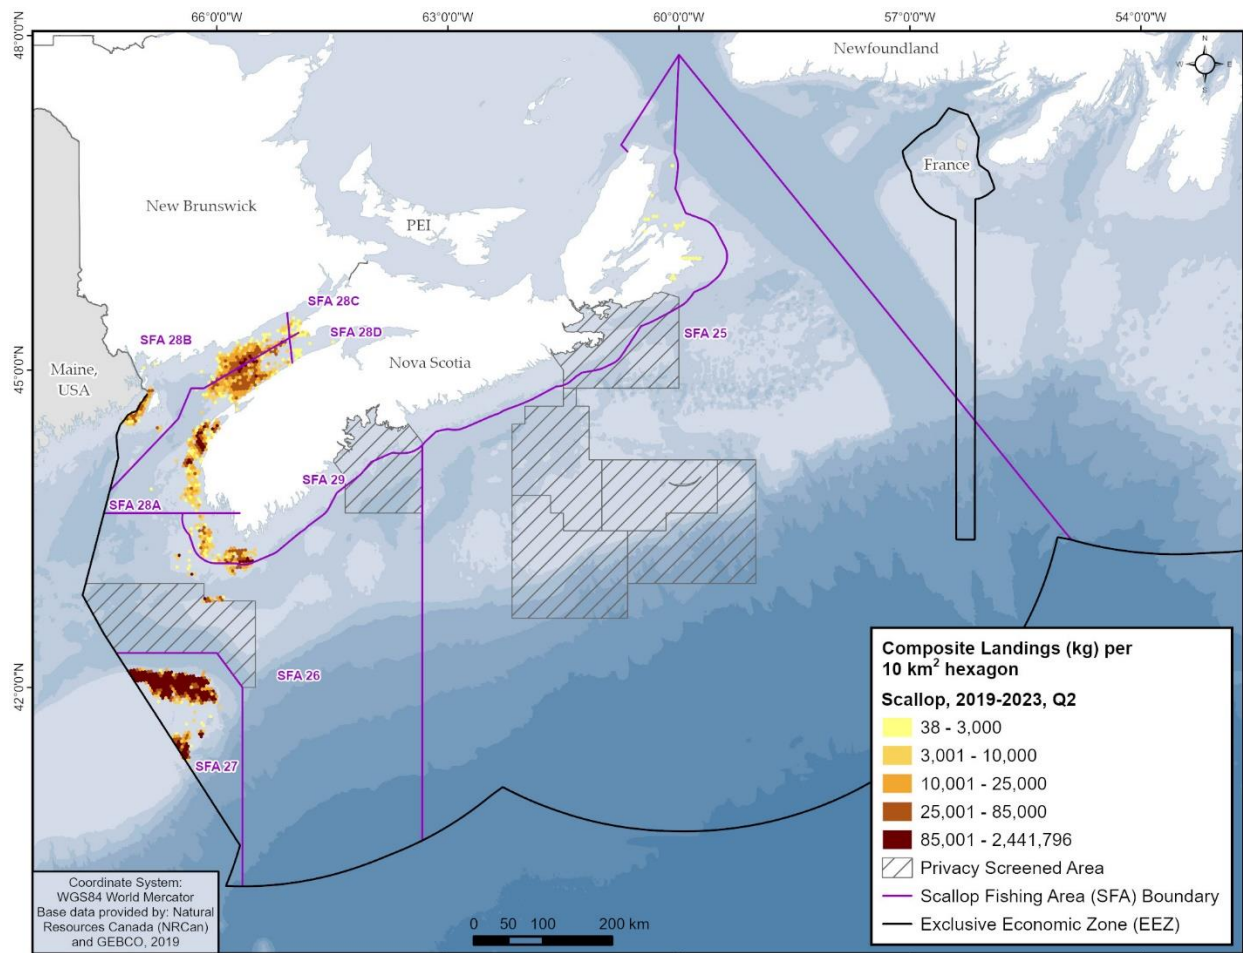 66°0'0"W
63°0'0"W
60°0'0"W
57°0'0"W
54°0'0"W
48°0'0"N
Newfoundland
N
W
E
S
France
New Brunswick
PEI
SFA 28C
SFA 28B
SFA 28D
SFA 25
45°0'0"N
Maine,
USA
Nova Scotia
SFA 29
SFA 28A
42°0'0"N
SFA 26
SFA 27
Composite Landings (kg) per
10 km² hexagon
Scallop, 2019-2023, Q2
38 - 3,000
3,001 - 10,000
10,001 - 25,000
25,001 - 85,000
85,001 - 2,441,796
Privacy Screened Area
Scallop Fishing Area (SFA) Boundary
Exclusive Economic Zone (EEZ)
Coordinate System:
WGS84 World Mercator
Base data provided by: Natural
Resources Canada (NRCan)
and GEBCO, 2019
0 50 100 200 km